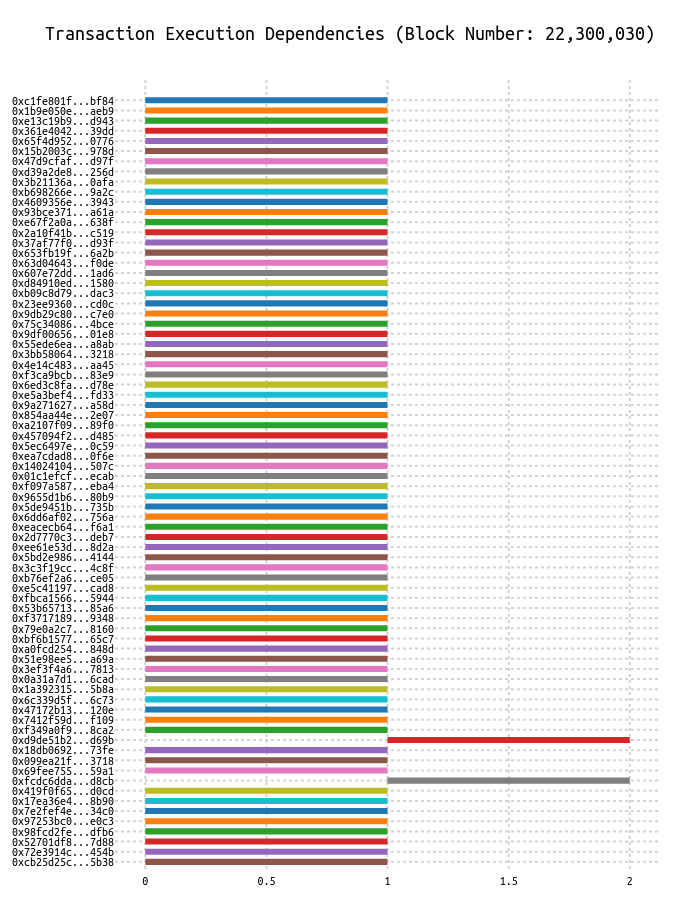 Transaction Execution Dependencies (Block Number: 22,300,030)
0xc1fe801f...bf84
0x1b9e050e...aeb9
0xe13c19b9...d943
0x361e4042...39dd
0x65f4d952...0776
0x15b2003c...978d
0x47d9cfaf...d97f
0xd39a2de8...256d
0x3b21136a...0afa
0xb698266e...9a2c
0x4609356e...3943
0x93bce371...a61a
0xe67f2a0a...638f
0x2a10f41b...c519
0x37af77f0...d93f
0x653fb19f...6a2b
0x63d04643...f0de
0x607e72dd...1ad6
0xd84910ed...1580
0xb09c8d79...dac3
0x23ee9360...cd0c
0x9db29c80...c7e0
0x75c34086...4bce
0x9df00656...01e8
0x55ede6ea...a8ab
0x3bb58064...3218
0x4e14c483...aa45
0xf3ca9bcb...83e9
0x6ed3c8fa...d78e
0xe5a3bef4...fd33
0x9a271627...a58d
0x854aa44e...2e07
0xa2107f09...89f0
0x457094f2...d485
0x5ec6497e...0c59
0xea7cdad8...0f6e
0x14024104...507c
0x01c1efcf...ecab
0xf097a587...eba4
0x9655d1b6...80b9
0x5de9451b...735b
0x6dd6af02...756a
0xeacecb64...f6a1
0x2d7770c3...deb7
0xee61e53d...8d2a
0x5bd2e986...4144
0x3c3f19cc...4c8f
0xb76ef2a6...ce05
0xe5c41197...cad8
0xfbca1566...5944
0x53b65713...85a6
0xf3717189...9348
0x79e0a2c7...8160
0xbf6b1577...65c7
0xa0fcd254...848d
0x51e98ee5...a69a
0x3ef3f4a6...7813
0x0a31a7d1...6cad
0x1a392315...5b8a
0x6c339d5f...6c73
0x47172b13...120e
0x7412f59d...f109
0xf349a0f9...8ca2
0xd9de51b2...d69b
0x18db0692...73fe
0x099ea21f...3718
0x69fee755...59a1
0xfcdc6dda...d8cb
0x419f0f65...d0cd
0x17ea36e4...8b90
0x7e2fef4e...34c0
0x97253bc0...e0c3
0x98fcd2fe...dfb6
0x52701df8...7d88
0x72e3914c...454b
0xcb25d25c...5b38
0 0.5 1 1.5 2